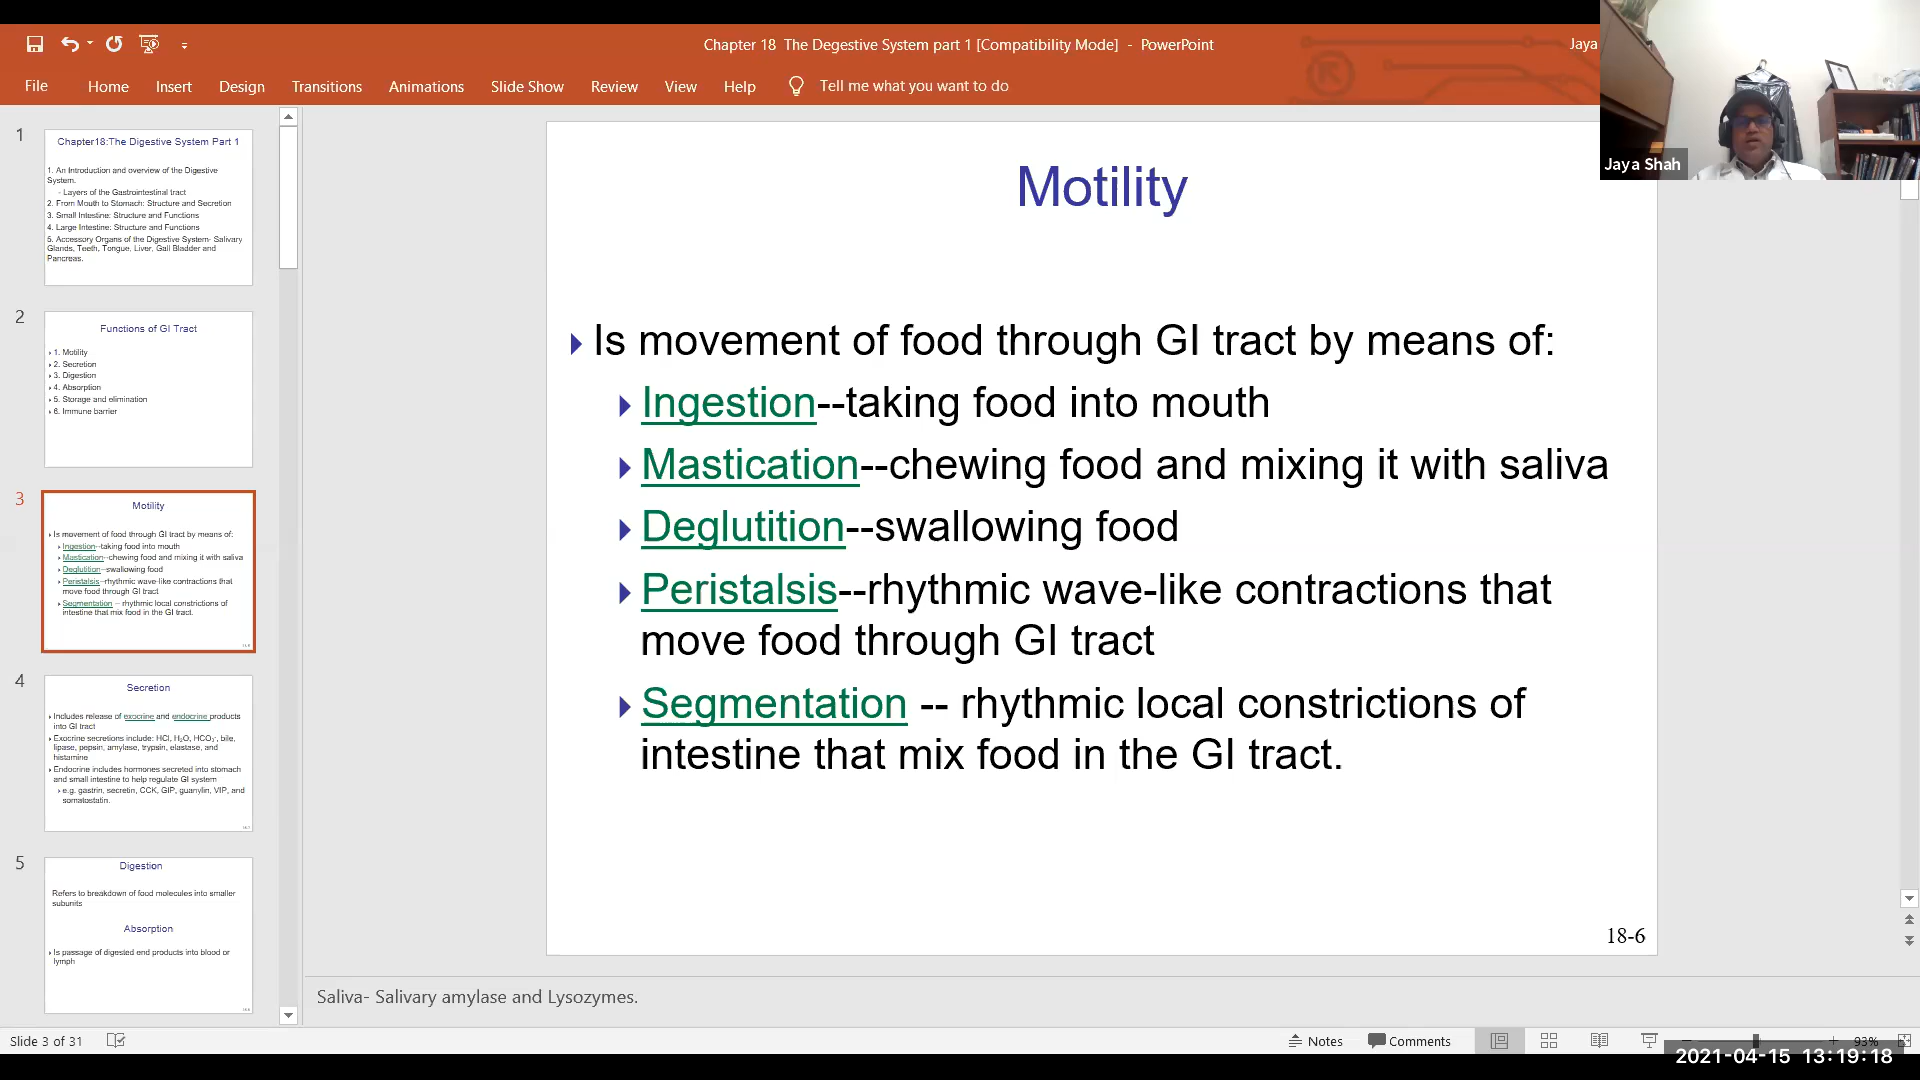 Chapter 18  The Degestive System part 1 [Compatibility Mode]  -  PowerPoint
Jaya
File
Home
Insert
Design
Transitions
Animations
Slide Show
Review
View
Help
Tell me what you want to do
Jaya Shah
1
Chapter18:The Digestive System Part 1
1. An Introduction and overview of the Digestive
System.
- Layers of the Gastrointestinal tract
2. From Mouth to Stomach: Structure and Secretion
3. Small Intestine: Structure and Functions
4. Large Intestine: Structure and Functions
5. Accessory Organs of the Digestive System- Salivary
Glands, Teeth, Tongue, Liver, Gall Bladder and
Pancreas.
2
Functions of GI Tract
1. Motility
2. Secretion
3. Digestion
4. Absorption
5. Storage and elimination
6. Immune barrier
3
Motility
Is movement of food through GI tract by means of:
Ingestion--taking food into mouth
Mastication--chewing food and mixing it with saliva
Deglutition--swallowing food
Peristalsis--rhythmic wave-like contractions that
move food through GI tract
Segmentation -- rhythmic local constrictions of
intestine that mix food in the GI tract.
4
Secretion
Includes release of exocrine and endocrine products
into GI tract
Exocrine secretions include: HCl, H₂O, HCO₃⁻, bile,
lipase, pepsin, amylase, trypsin, elastase, and
histamine
Endocrine includes hormones secreted into stomach
and small intestine to help regulate GI system
e.g. gastrin, secretin, CCK, GIP, guanylin, VIP, and
somatostatin.
5
Digestion
Refers to breakdown of food molecules into smaller
subunits
Absorption
Is passage of digested end products into blood or
lymph
Motility
Is movement of food through GI tract by means of:
Ingestion--taking food into mouth
Mastication--chewing food and mixing it with saliva
Deglutition--swallowing food
Peristalsis--rhythmic wave-like contractions that
move food through GI tract
Segmentation -- rhythmic local constrictions of
intestine that mix food in the GI tract.
18-6
Saliva- Salivary amylase and Lysozymes.
Slide 3 of 31
Notes
Comments
93%
2021-04-15 13:19:18